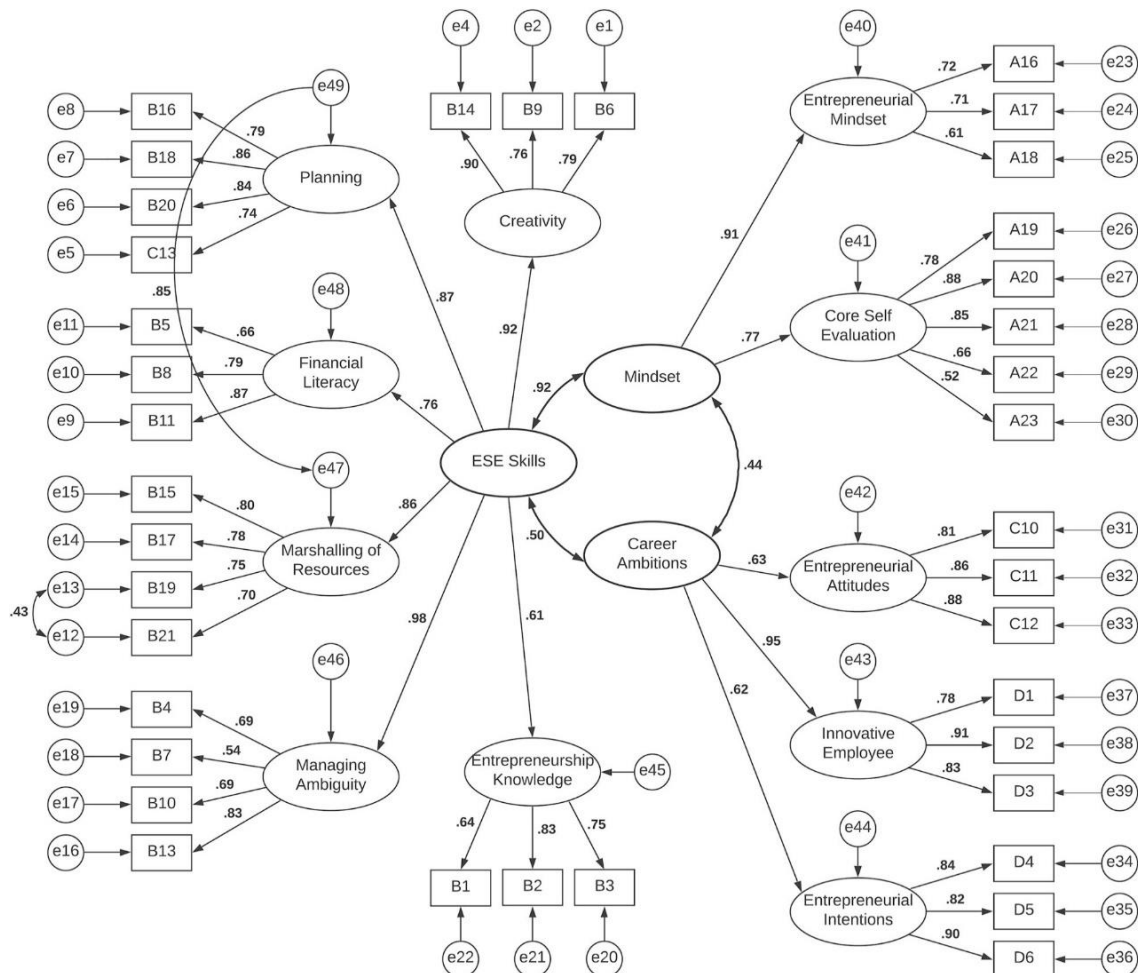 e4
e2
e1
e40
.72
A16
e23
e49
e8
B16
B14
B9
B6
Entrepreneurial
Mindset
.71
A17
e24
.79
.61
A18
e25
e7
B18
.86
.90
.76
.79
Planning
e6
B20
.84
.74
Creativity
e5
C13
.91
e41
A19
e26
.78
.85
.87
e48
.88
A20
e27
e11
B5
.66
.92
Core Self
Evaluation
.85
A21
e28
Financial
Literacy
.79
e10
B8
Mindset
.77
.66
A22
e29
.87
.92
.52
e9
B11
.76
A23
e30
ESE Skills
e47
.44
e15
B15
.80
.86
e42
.81
C10
e31
e14
B17
.78
.50
Career
Ambitions
.63
Marshalling of
Resources
.75
Entrepreneurial
Attitudes
.86
C11
e32
e13
B19
.43
.70
.88
e12
B21
C12
e33
.98
.61
.95
e46
e43
.62
.78
D1
e37
e19
B4
.69
Innovative
Employee
.91
D2
e38
e18
B7
.54
Managing
Ambiguity
Entrepreneurship
Knowledge
e45
.83
D3
e39
e17
B10
.69
.83
.64
.83
.75
e44
e16
B13
.84
D4
e34
B1
B2
B3
Entrepreneurial
Intentions
.82
D5
e35
.90
e22
e21
e20
D6
e36